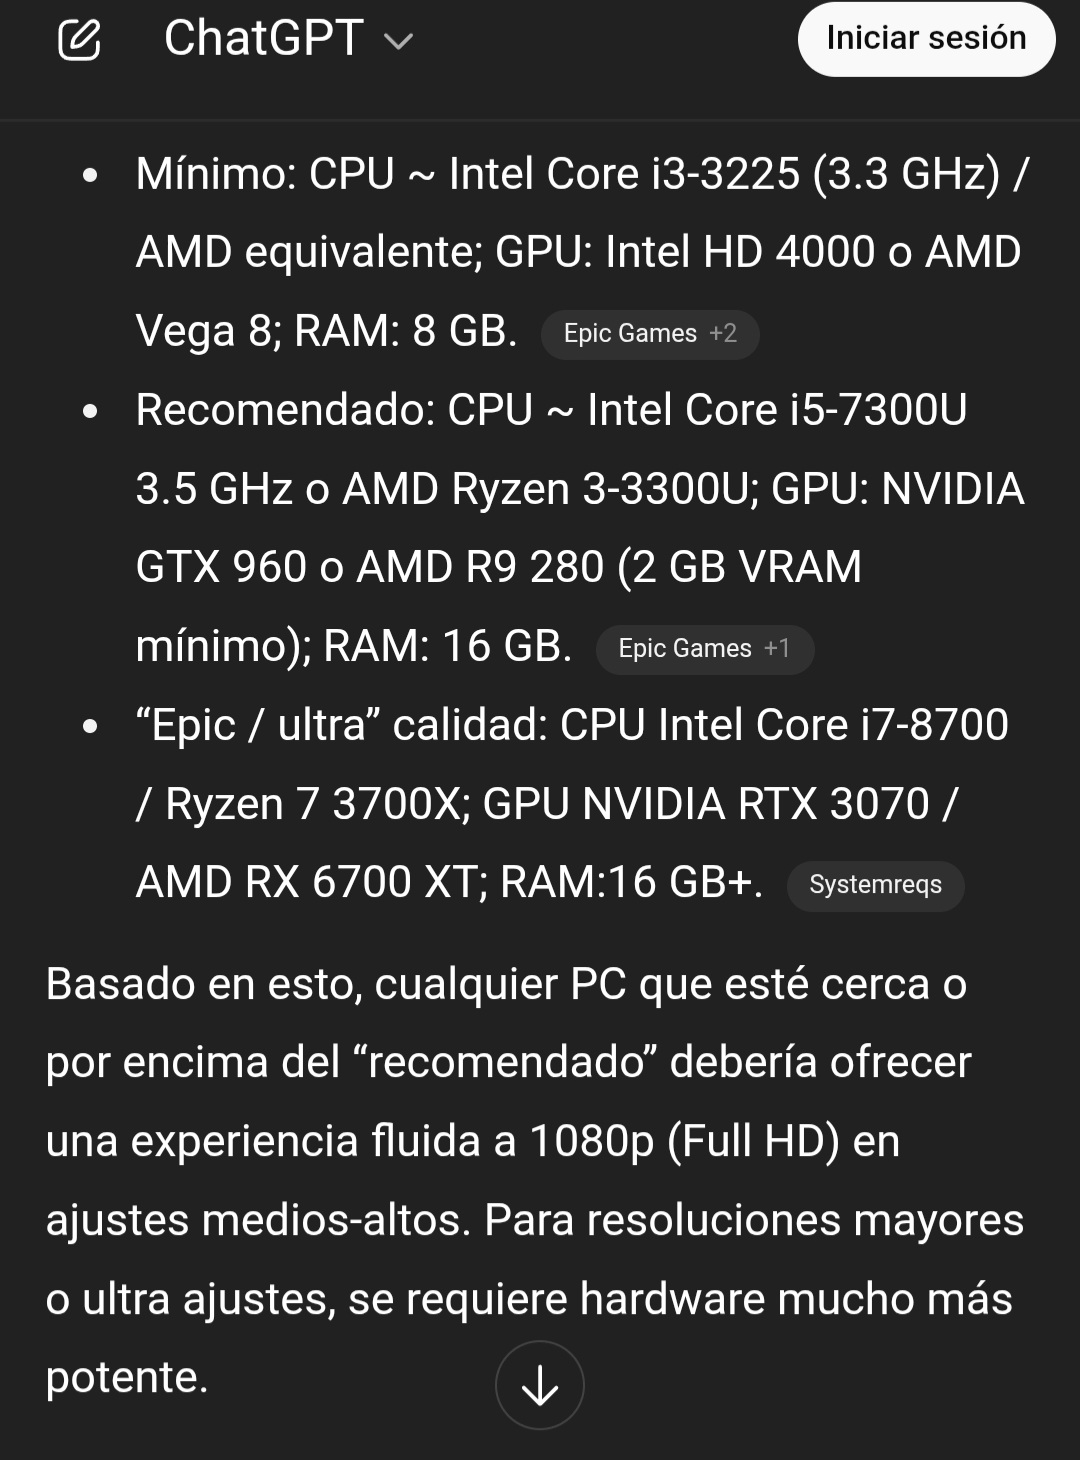 ChatGPT
Iniciar sesión
Mínimo: CPU ~ Intel Core i3-3225 (3.3 GHz) /
AMD equivalente; GPU: Intel HD 4000 o AMD
Vega 8; RAM: 8 GB. Epic Games +2
Recomendado: CPU ~ Intel Core i5-7300U
3.5 GHz o AMD Ryzen 3-3300U; GPU: NVIDIA
GTX 960 o AMD R9 280 (2 GB VRAM
mínimo); RAM: 16 GB. Epic Games +1
“Epic / ultra” calidad: CPU Intel Core i7-8700
/ Ryzen 7 3700X; GPU NVIDIA RTX 3070 /
AMD RX 6700 XT; RAM:16 GB+. Systemreqs
Basado en esto, cualquier PC que esté cerca o
por encima del “recomendado” debería ofrecer
una experiencia fluida a 1080p (Full HD) en
ajustes medios-altos. Para resoluciones mayores
o ultra ajustes, se requiere hardware mucho más
potente.